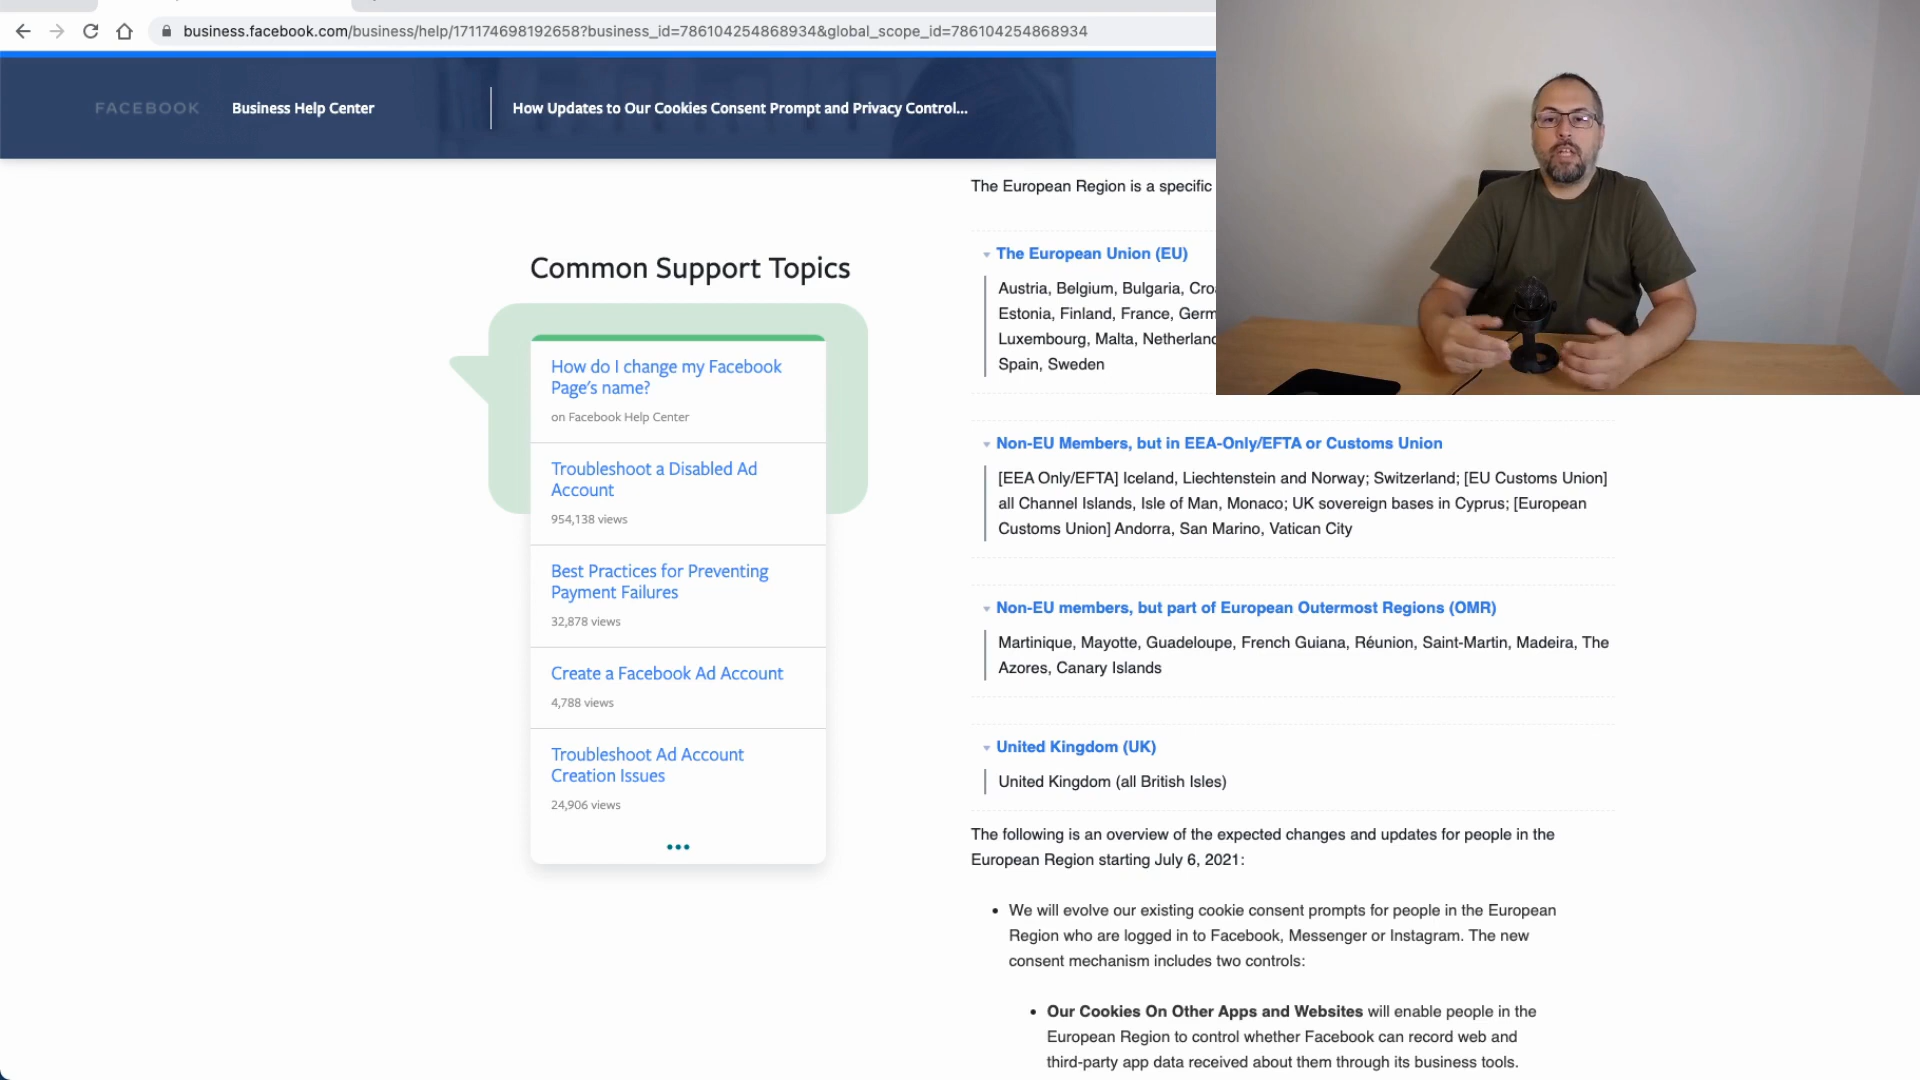 business.facebook.com/business/help/171174698192658?business_id=786104254868934&global_scope_id=786104254868934
FACEBOOK
Business Help Center
How Updates to Our Cookies Consent Prompt and Privacy Control...
Common Support Topics
How do I change my Facebook
Page's name?
on Facebook Help Center
Troubleshoot a Disabled Ad
Account
954,138 views
Best Practices for Preventing
Payment Failures
32,878 views
Create a Facebook Ad Account
4,788 views
Troubleshoot Ad Account
Creation Issues
24,906 views
The European Region is a specific
The European Union (EU)
Austria, Belgium, Bulgaria,
Estonia, Finland, France,
Luxembourg, Malta,
Spain, Sweden
Non-EU Members, but in EEA-Only/EFTA or Customs Union
[EEA Only/EFTA] Iceland, Liechtenstein and Norway; Switzerland; [EU Customs Union]
all Channel Islands, Isle of Man, Monaco; UK sovereign bases in Cyprus; [European
Customs Union] Andorra, San Marino, Vatican City
Non-EU members, but part of European Outermost Regions (OMR)
Martinique, Mayotte, Guadeloupe, French Guiana, Réunion, Saint-Martin, Madeira, The
Azores, Canary Islands
United Kingdom (UK)
United Kingdom (all British Isles)
The following is an overview of the expected changes and updates for people in the
European Region starting July 6, 2021:
• We will evolve our existing cookie consent prompts for people in the European
Region who are logged in to Facebook, Messenger or Instagram. The new
consent mechanism includes two controls:
• Our Cookies On Other Apps and Websites will enable people in the
European Region to control whether Facebook can record web and
third-party app data received about them through its business tools.